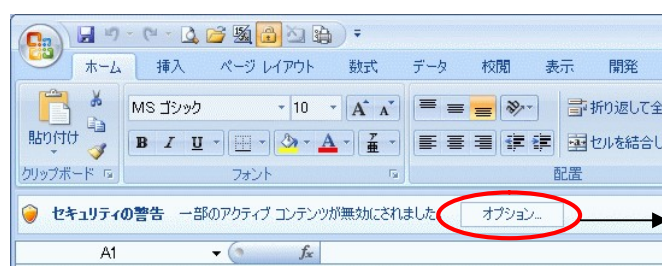 ホーム 挿入 ページ レイアウト 数式 データ 校閲 表示 開発
MS ゴシック 10 A A 折り返して全
貼り付け B I U A 亜 セルを結合し
クリップボード フォント 配置
セキュリティの警告 一部のアクティブ コンテンツが無効にされました オプション...
A1 fx